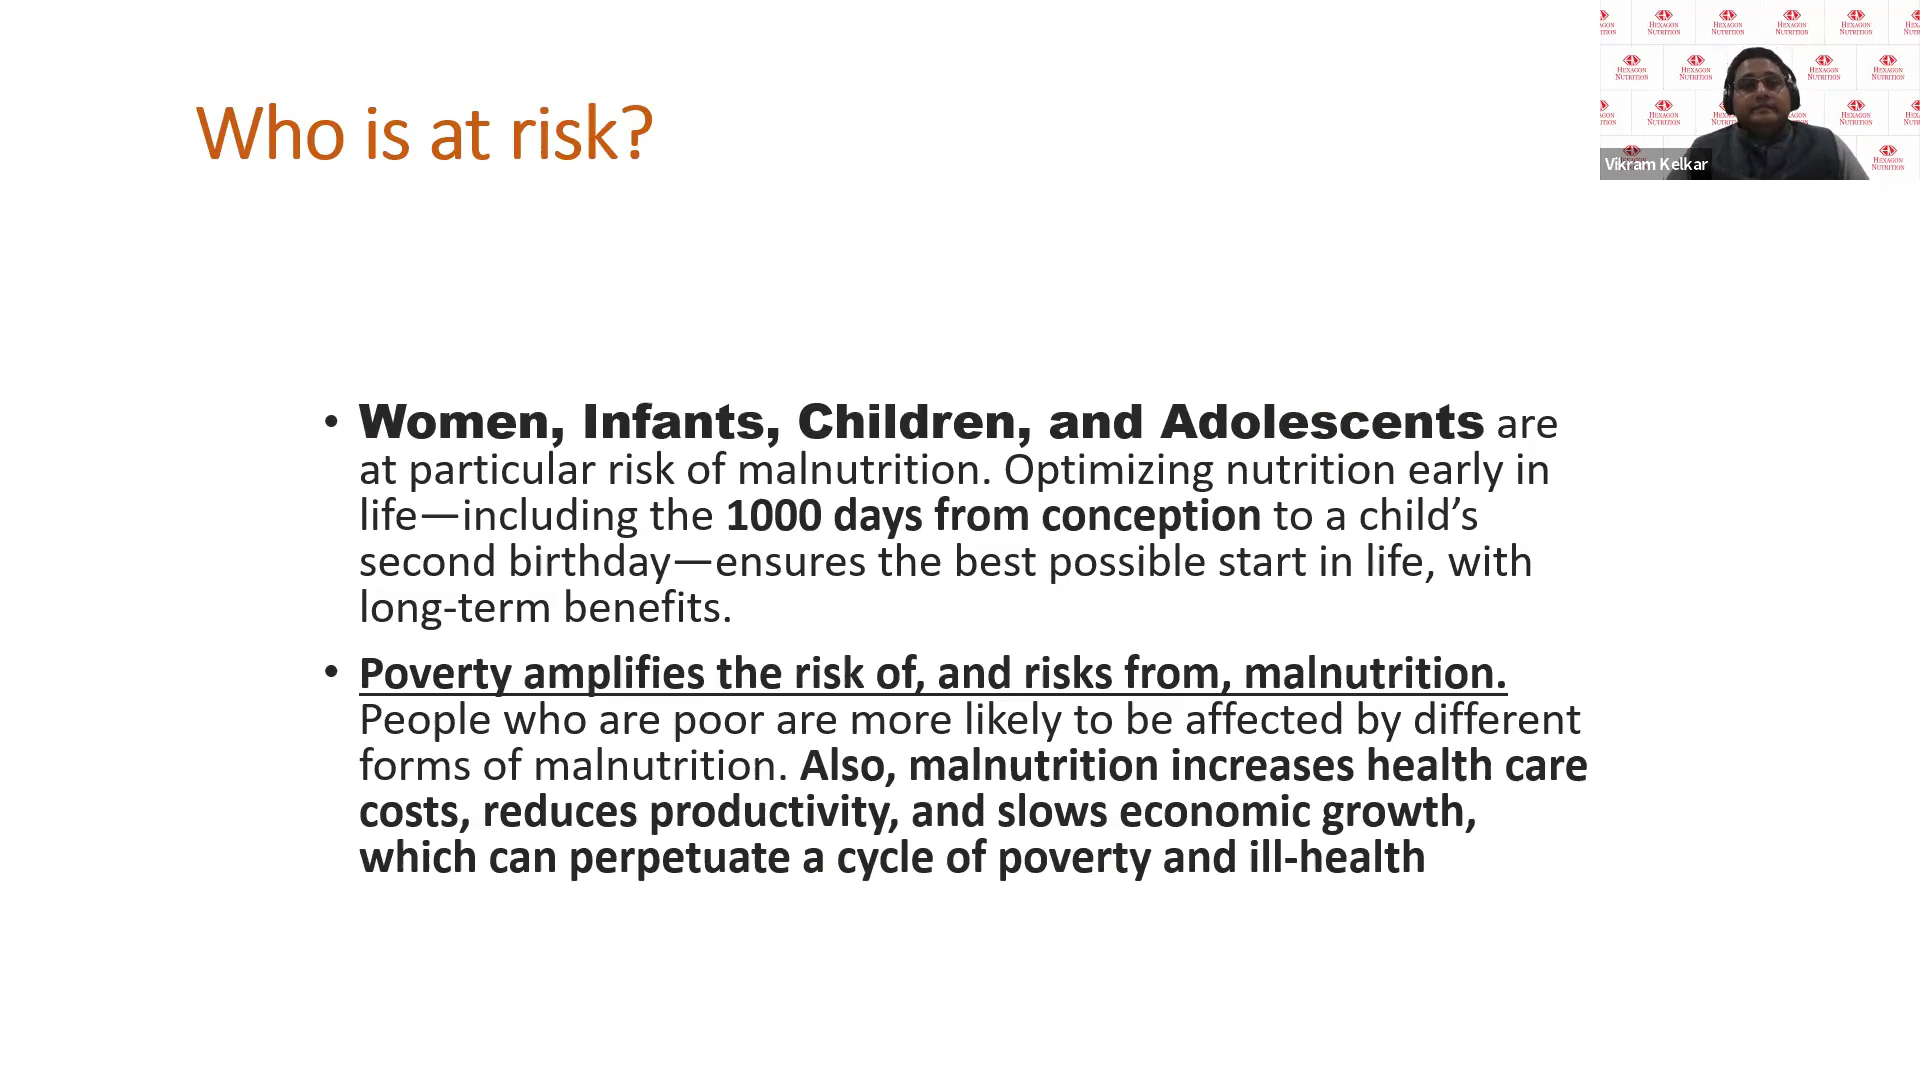 Who is at risk?
• Women, Infants, Children, and Adolescents are
at particular risk of malnutrition. Optimizing nutrition early in
life—including the 1000 days from conception to a child’s
second birthday—ensures the best possible start in life, with
long-term benefits.
• Poverty amplifies the risk of, and risks from, malnutrition.
People who are poor are more likely to be affected by different
forms of malnutrition. Also, malnutrition increases health care
costs, reduces productivity, and slows economic growth,
which can perpetuate a cycle of poverty and ill-health
HEXAGON NUTRITION
Vikram Kelkar